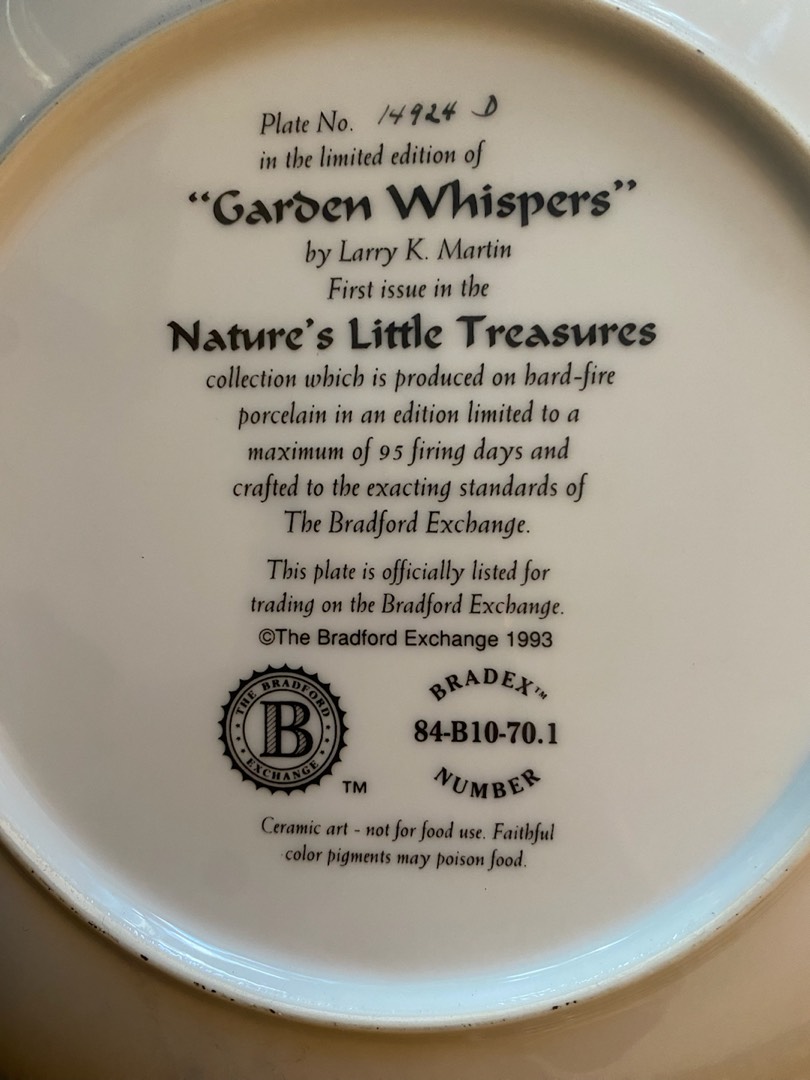 Plate No. 14924 D
in the limited edition of
“Garden Whispers”
by Larry K. Martin
First issue in the
Nature's Little Treasures
collection which is produced on hard-fire
porcelain in an edition limited to a
maximum of 95 firing days and
crafted to the exacting standards of
The Bradford Exchange.
This plate is officially listed for
trading on the Bradford Exchange.
©The Bradford Exchange 1993
THE BRADFORD
B
EXCHANGE
TM
BRADEX™
84-B10-70.1
NUMBER
Ceramic art - not for food use. Faithful
color pigments may poison food.